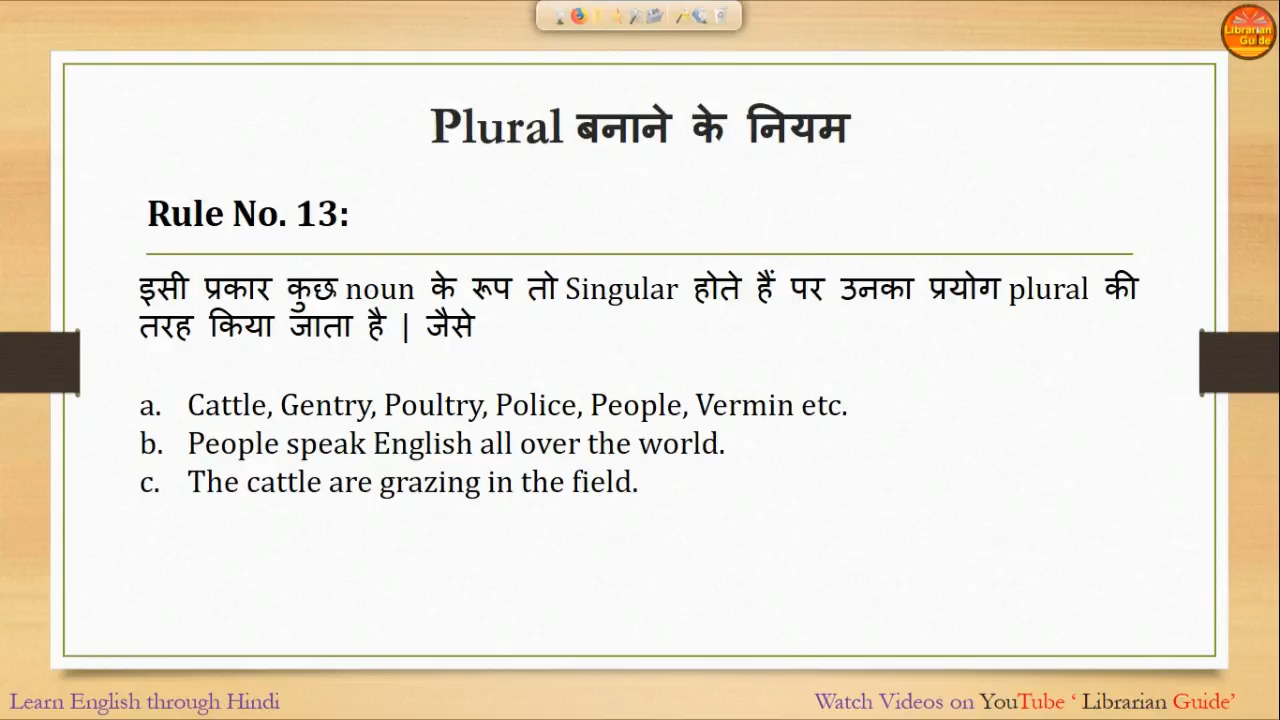 Librarian
Guide
Plural बनाने के नियम
Rule No. 13:
इसी प्रकार कुछ noun के रूप तो Singular होते हैं पर उनका प्रयोग plural की
तरह किया जाता है | जैसे
a. Cattle, Gentry, Poultry, Police, People, Vermin etc.
b. People speak English all over the world.
c. The cattle are grazing in the field.
Learn English through Hindi
Watch Videos on YouTube ‘ Librarian Guide’